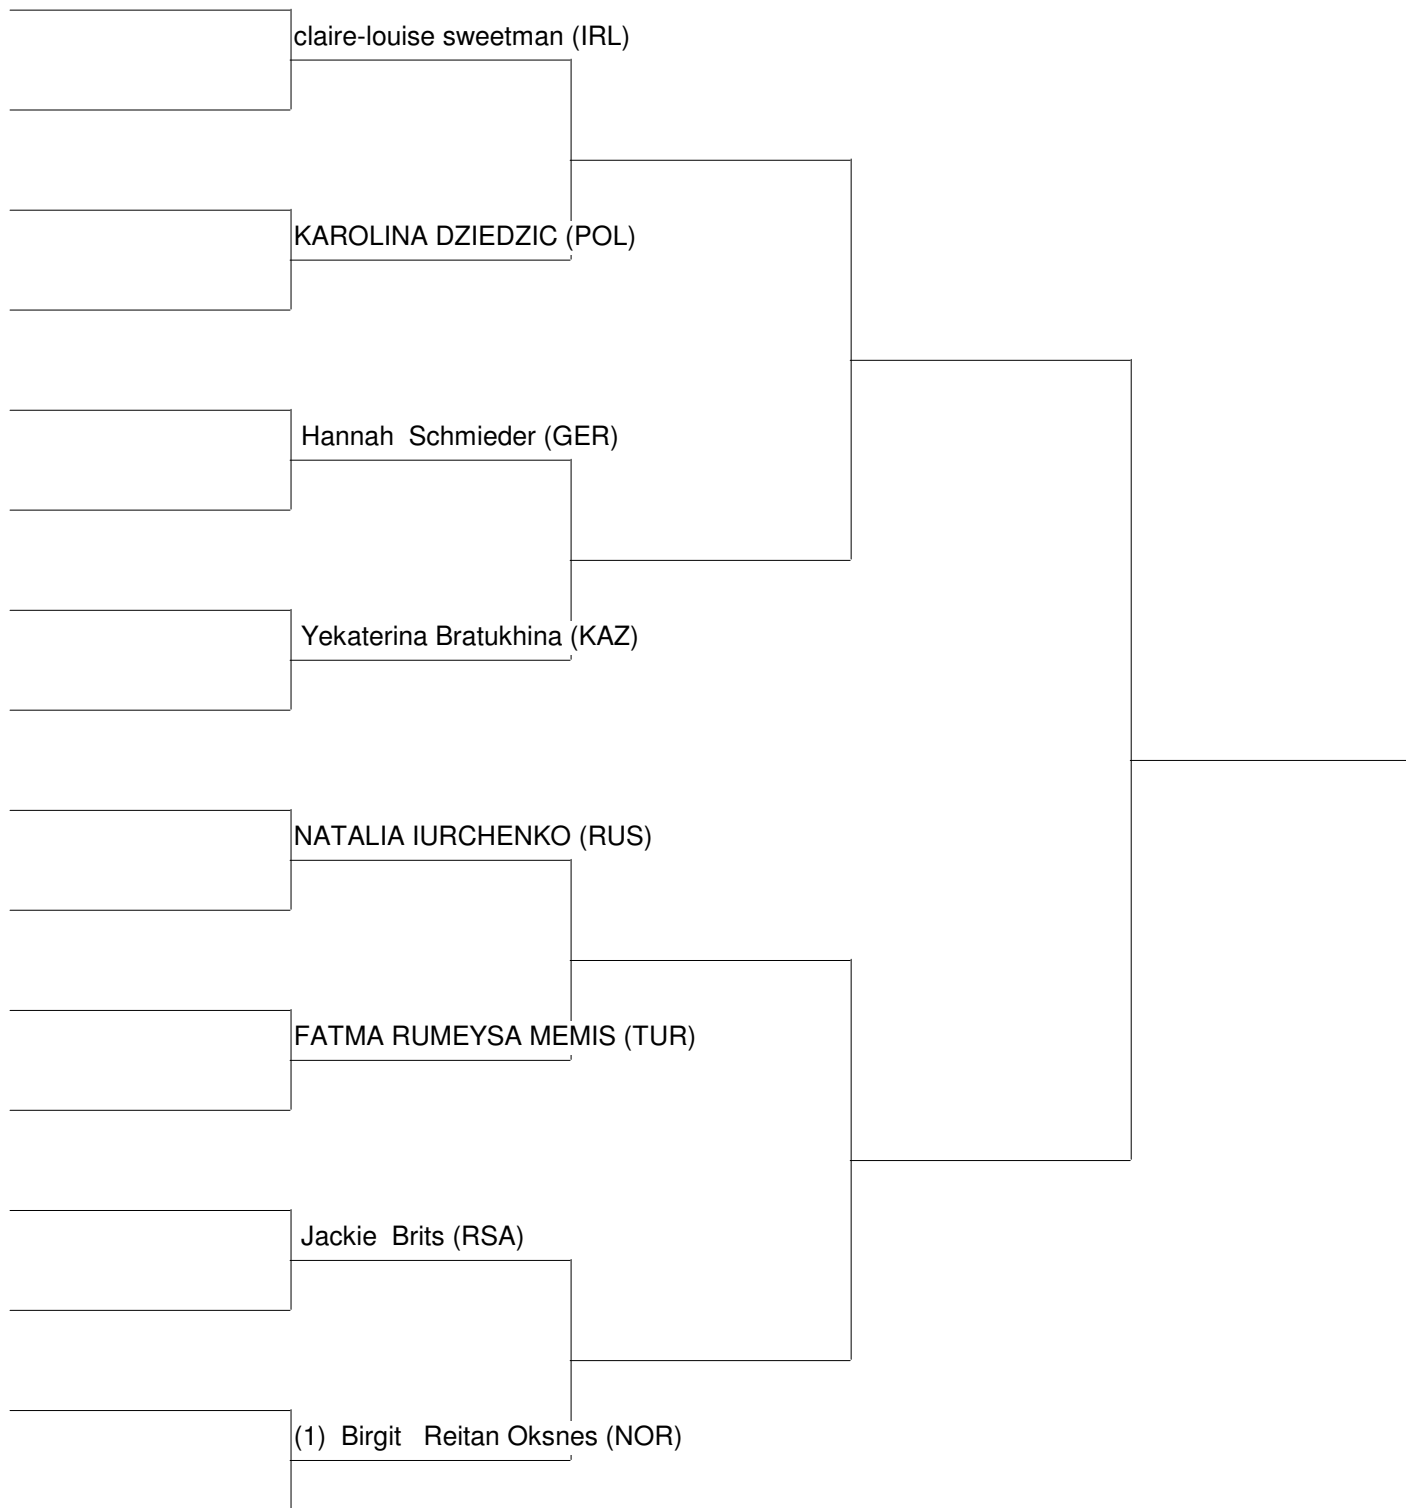 claire-louise sweetman (IRL)
KAROLINA DZIEDZIC (POL)
Hannah  Schmieder (GER)
Yekaterina Bratukhina (KAZ)
NATALIA IURCHENKO (RUS)
FATMA RUMEYSA MEMIS (TUR)
Jackie  Brits (RSA)
(1)  Birgit   Reitan Oksnes (NOR)